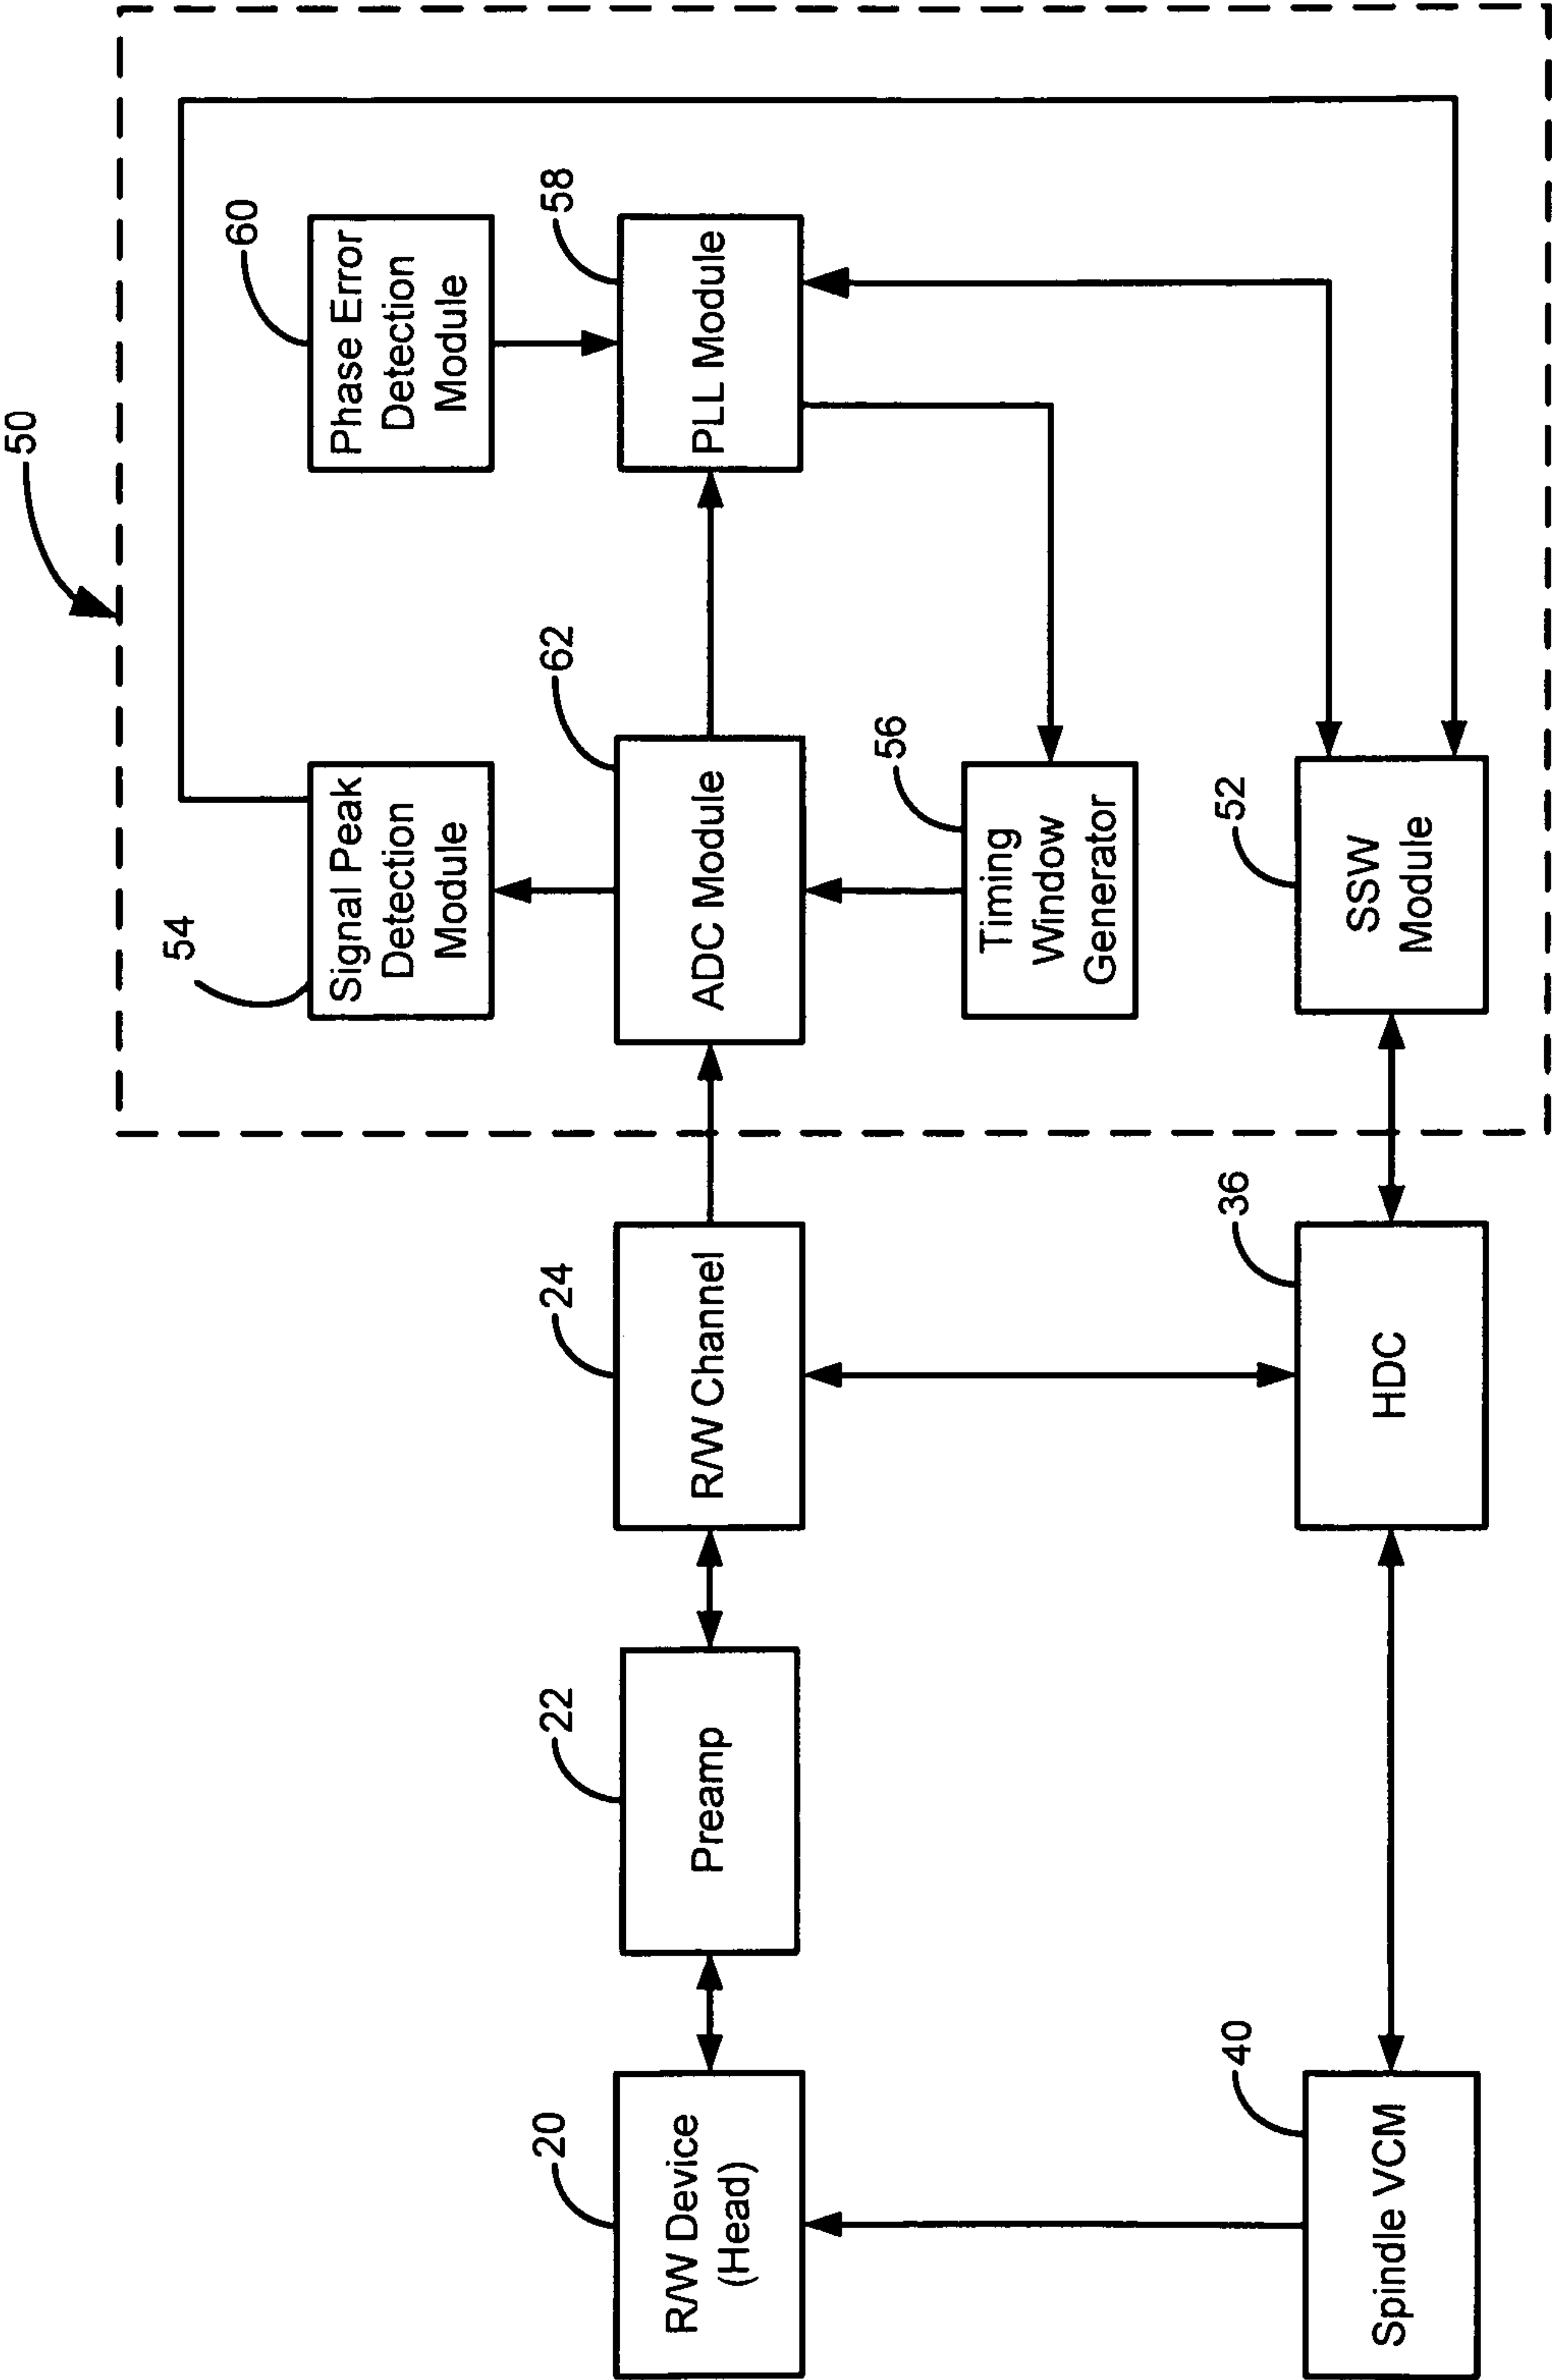 50
54
Signal Peak
Detection
Module
60
Phase Error
Detection
Module
20
R/W Device
(Head)
22
Preamp
24
R/W Channel
62
ADC Module
58
PLL Module
56
Timing
Window
Generator
40
Spindle VCM
36
HDC
52
SSW
Module